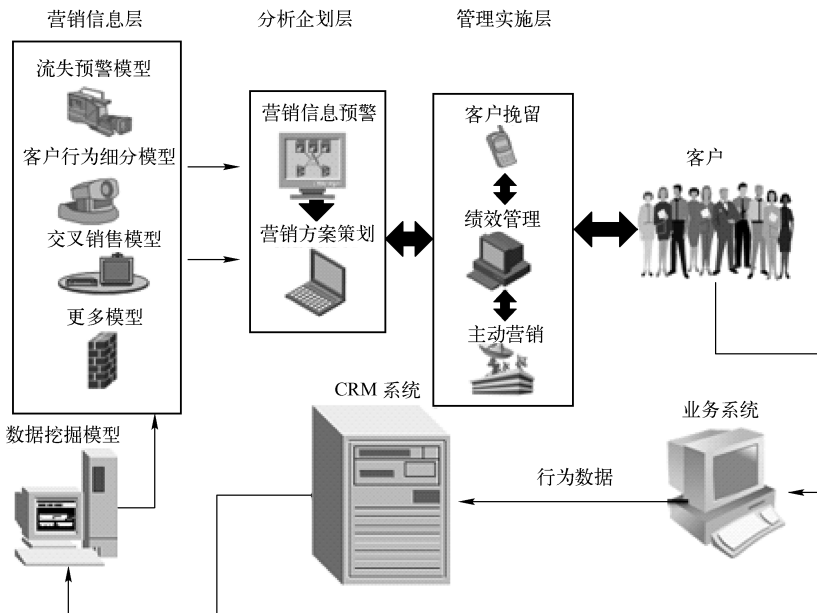 营销信息层
分析企划层
管理实施层
流失预警模型
客户行为细分模型
交叉销售模型
更多模型
营销信息预警
营销方案策划
客户挽留
绩效管理
主动营销
客户
CRM 系统
业务系统
数据挖掘模型
行为数据